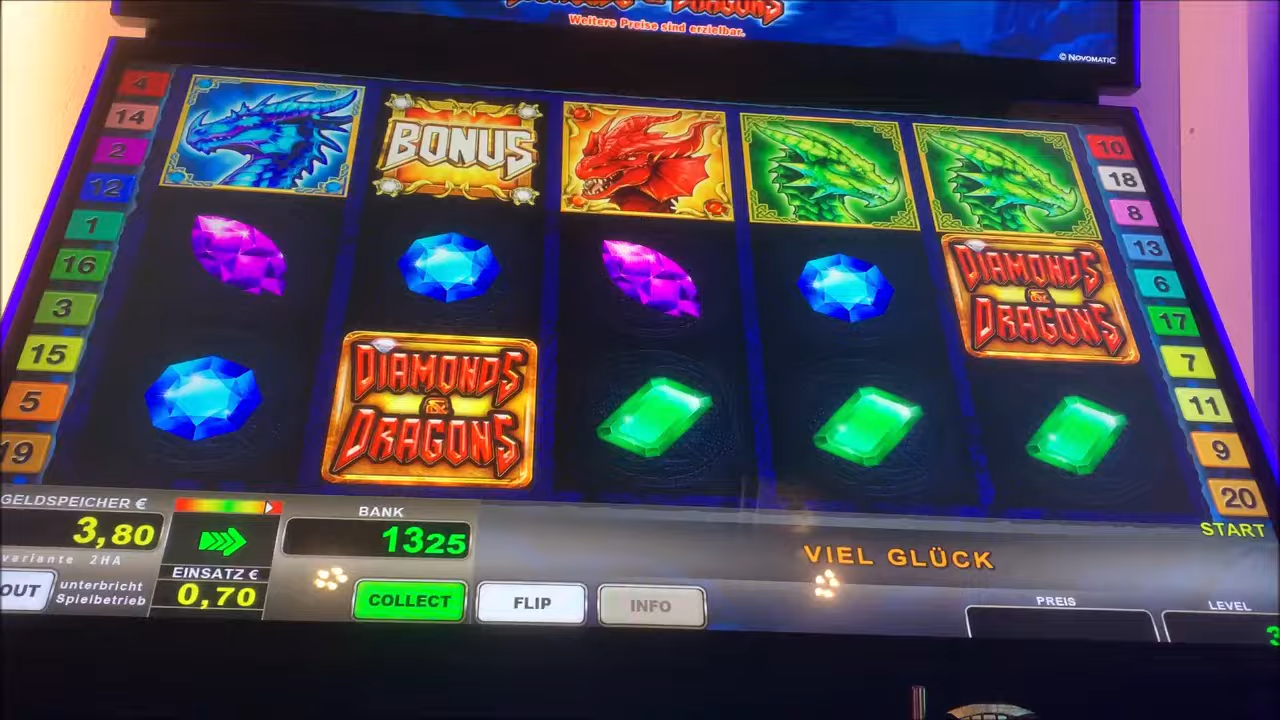 DRAGONS
Weitere Preise sind erzielbar.
© NOVOMATIC
4
14
2
12
1
16
3
15
5
19
BONUS
DIAMONDS
&
DRAGONS
DIAMONDS
&
DRAGONS
10
18
8
13
6
17
7
11
9
20
START
GELDSPEICHER €
3,80
variante 2HA
OUT
unterbricht
Spielbetrieb
EINSATZ €
0,70
BANK
1325
COLLECT
FLIP
INFO
VIEL GLÜCK
PREIS
LEVEL
3